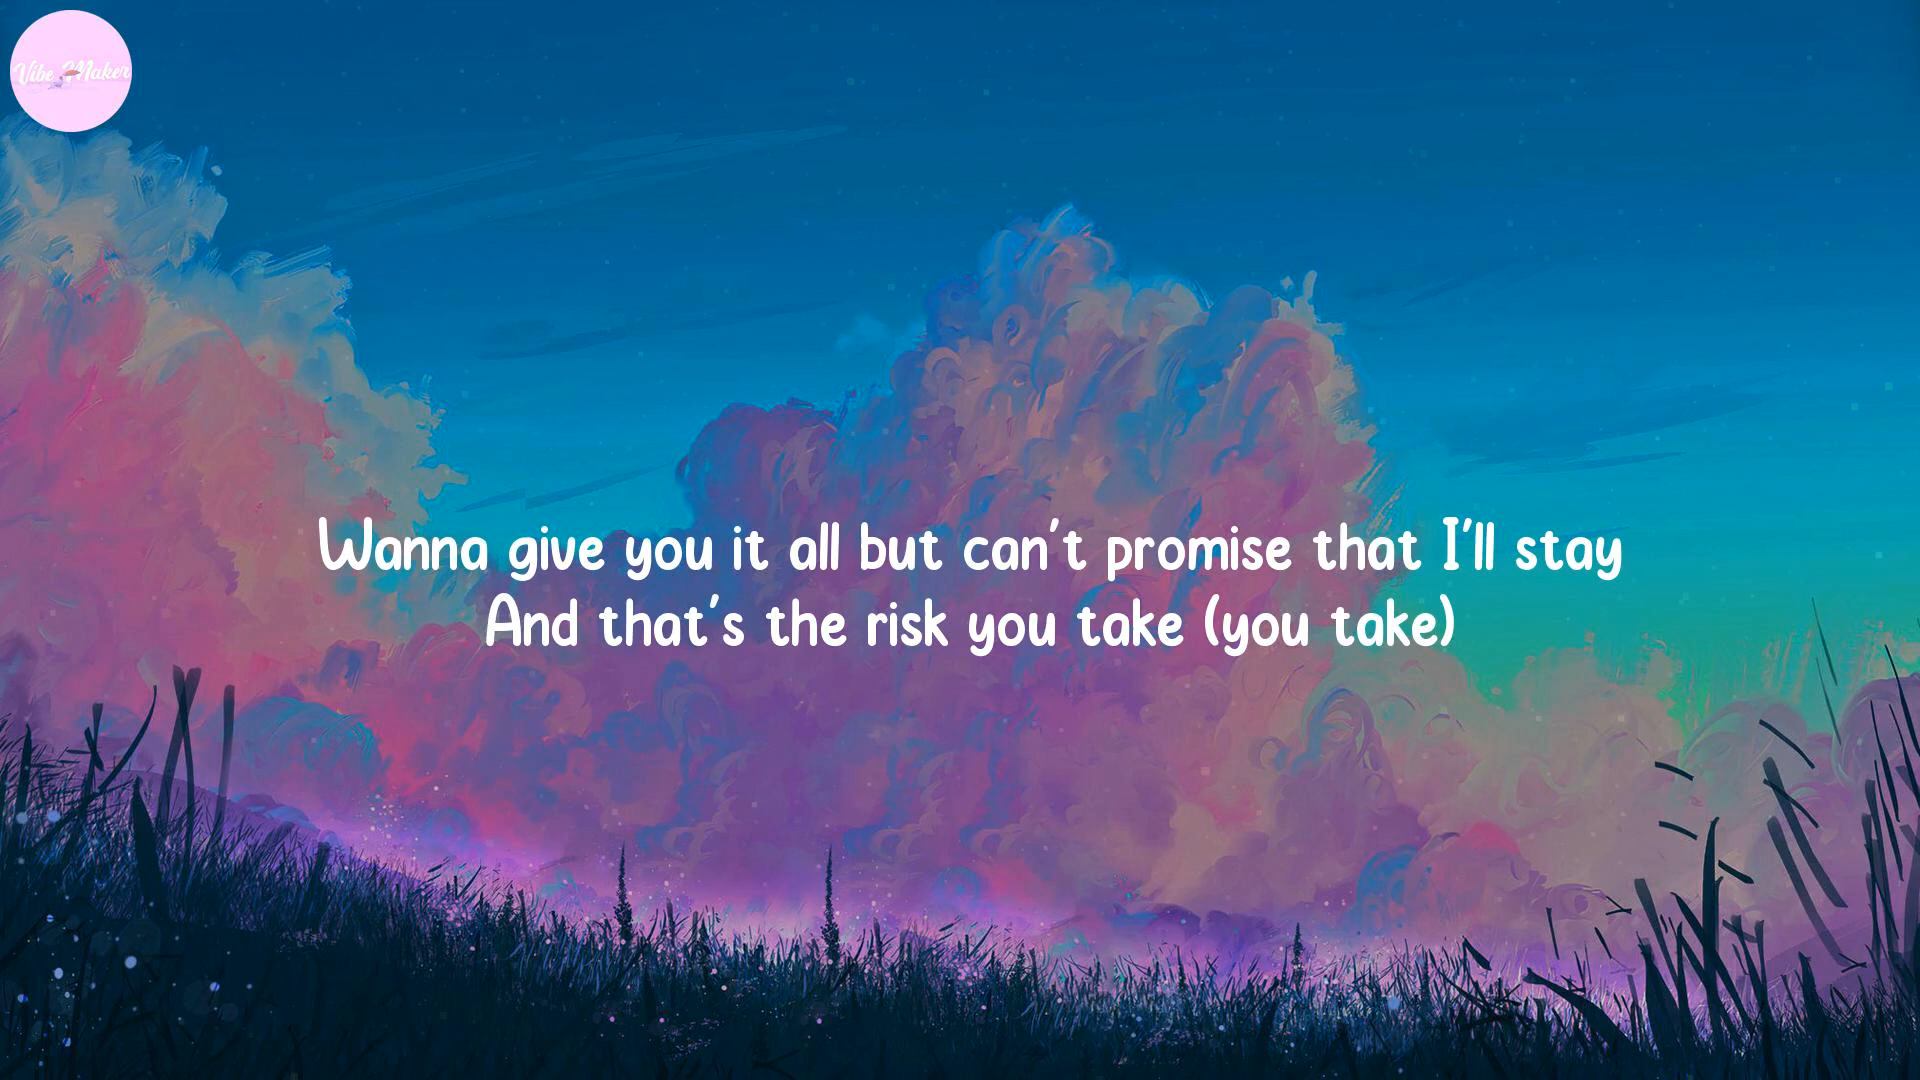 Vibe Maker
Wanna give you it all but can't promise that I'll stay
And that's the risk you take (you take)